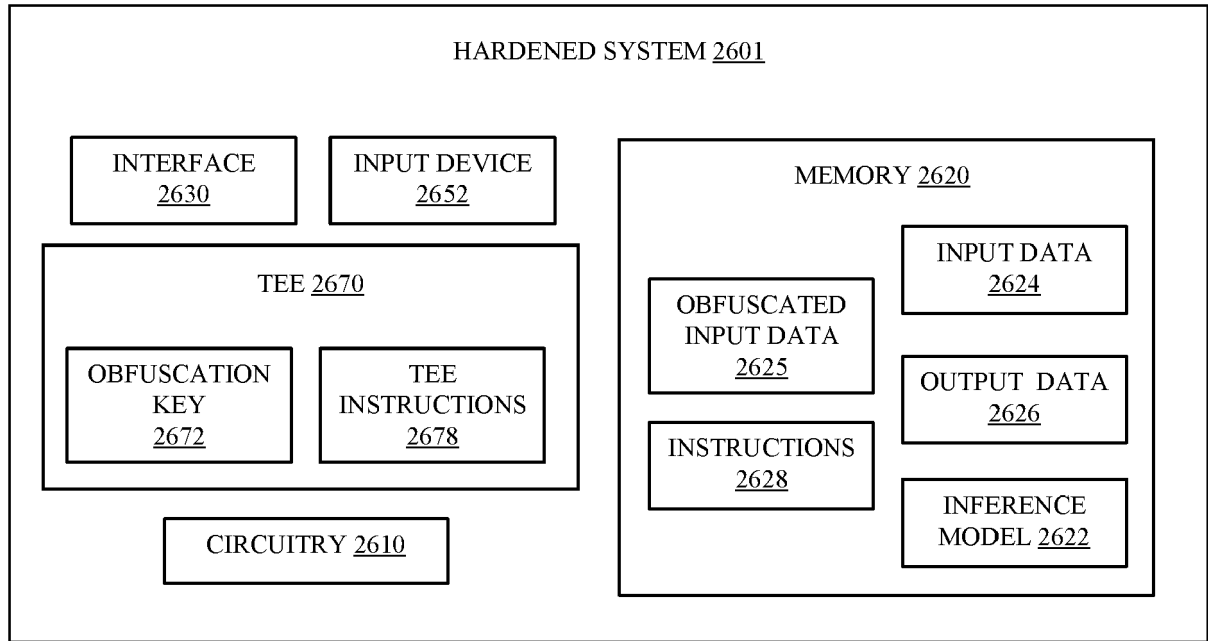 HARDENED SYSTEM 2601
INTERFACE
2630
INPUT DEVICE
2652
TEE 2670
OBFUSCATION
KEY
2672
TEE
INSTRUCTIONS
2678
CIRCUITRY 2610
MEMORY 2620
OBFUSCATED
INPUT DATA
2625
INSTRUCTIONS
2628
INPUT DATA
2624
OUTPUT DATA
2626
INFERENCE
MODEL 2622